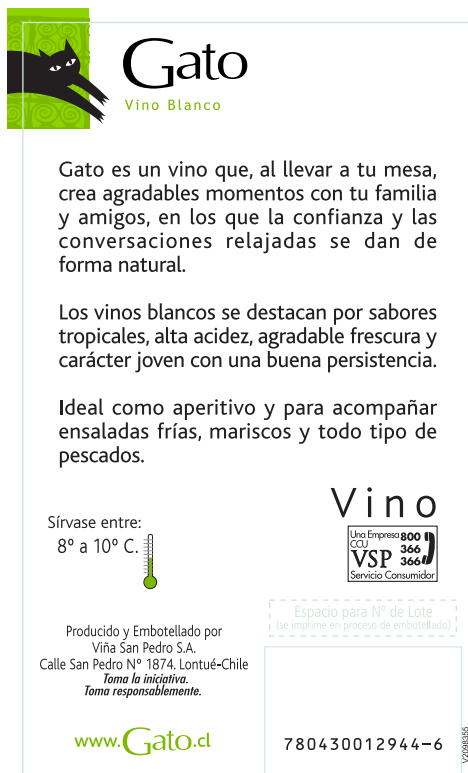 Gato
Vino Blanco
Gato es un vino que, al llevar a tu mesa,
crea agradables momentos con tu familia
y amigos, en los que la confianza y las
conversaciones relajadas se dan de
forma natural.
Los vinos blancos se destacan por sabores
tropicales, alta acidez, agradable frescura y
carácter joven con una buena persistencia.
Ideal como aperitivo y para acompañar
ensaladas frías, mariscos y todo tipo de
pescados.
Vino
Sírvase entre:
8º a 10º C.
Una Empresa
CCU
VSP
800
366
366
Servicio Consumidor
Espacio para Nº de Lote
(se imprime en proceso de embotellado)
Producido y Embotellado por
Viña San Pedro S.A.
Calle San Pedro Nº 1874. Lontué-Chile
Toma la iniciativa.
Toma responsablemente.
www.Gato.cl
780430012944-6
V2098355